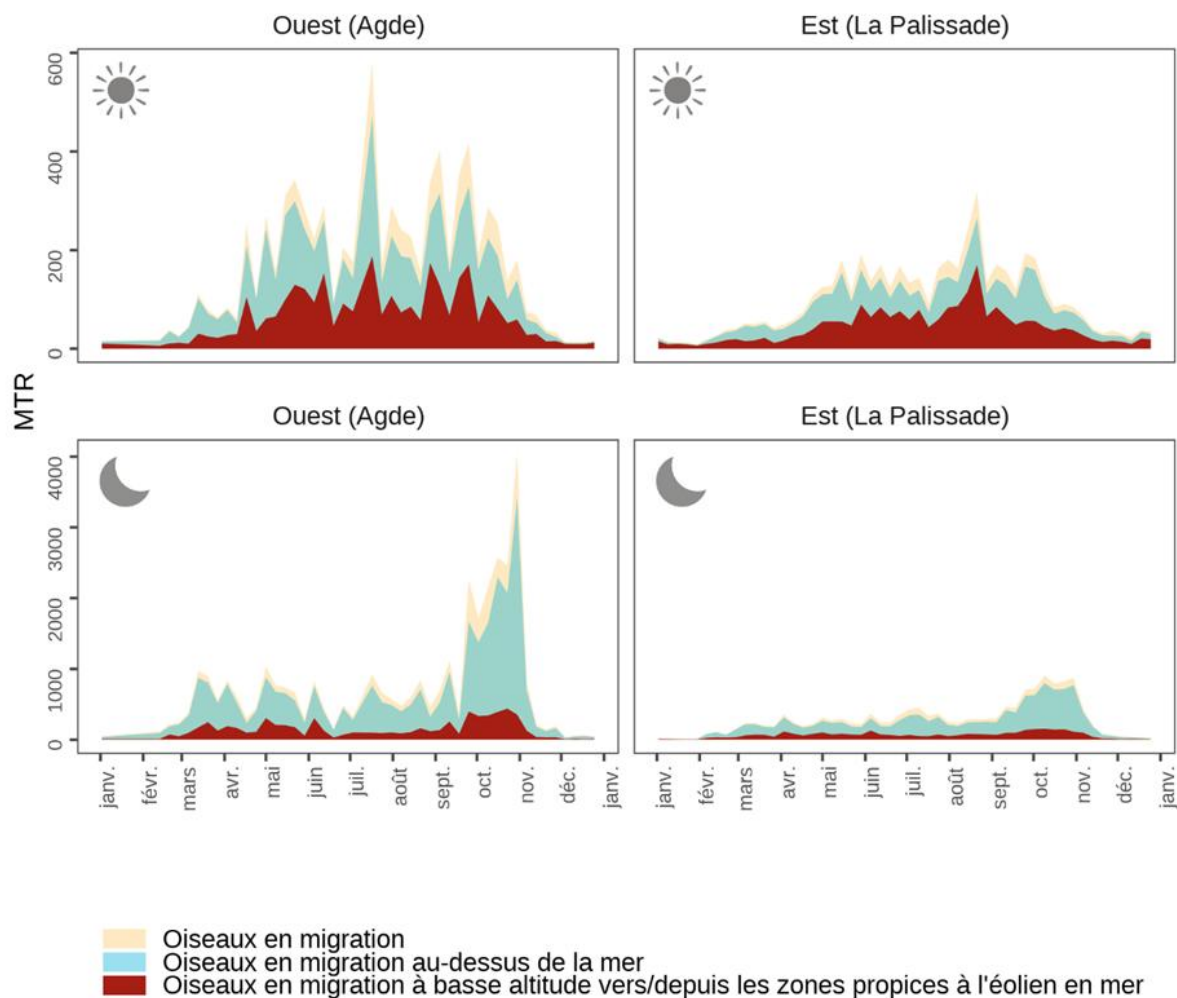 Ouest (Agde)
Est (La Palissade)
600
400
200
0
MTR
Ouest (Agde)
Est (La Palissade)
4000
3000
2000
1000
0
janv. févr. mars avr. mai juin juil. août sept. oct. nov. déc. janv.
janv. févr. mars avr. mai juin juil. août sept. oct. nov. déc. janv.
Oiseaux en migration
Oiseaux en migration au-dessus de la mer
Oiseaux en migration à basse altitude vers/depuis les zones propices à l'éolien en mer